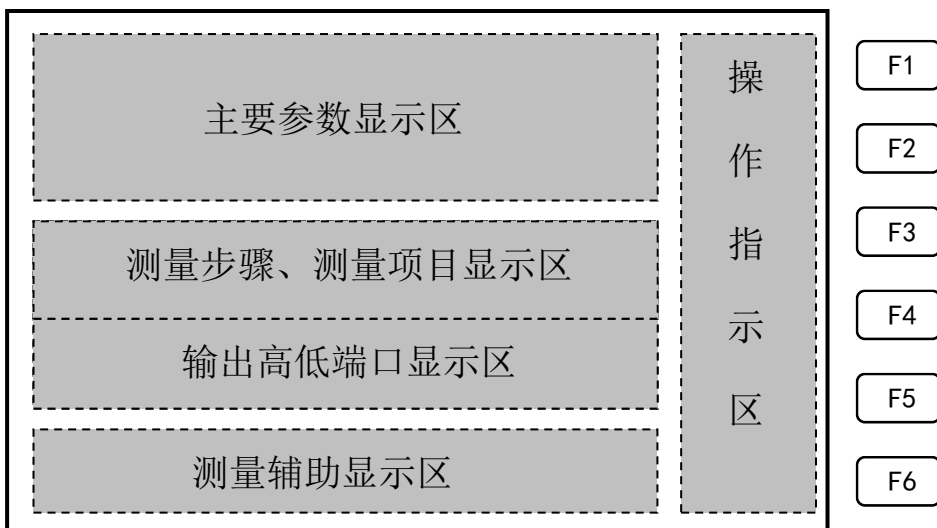 主要参数显示区
测量步骤、测量项目显示区
输出高低端口显示区
测量辅助显示区
操作指示区
F1
F2
F3
F4
F5
F6